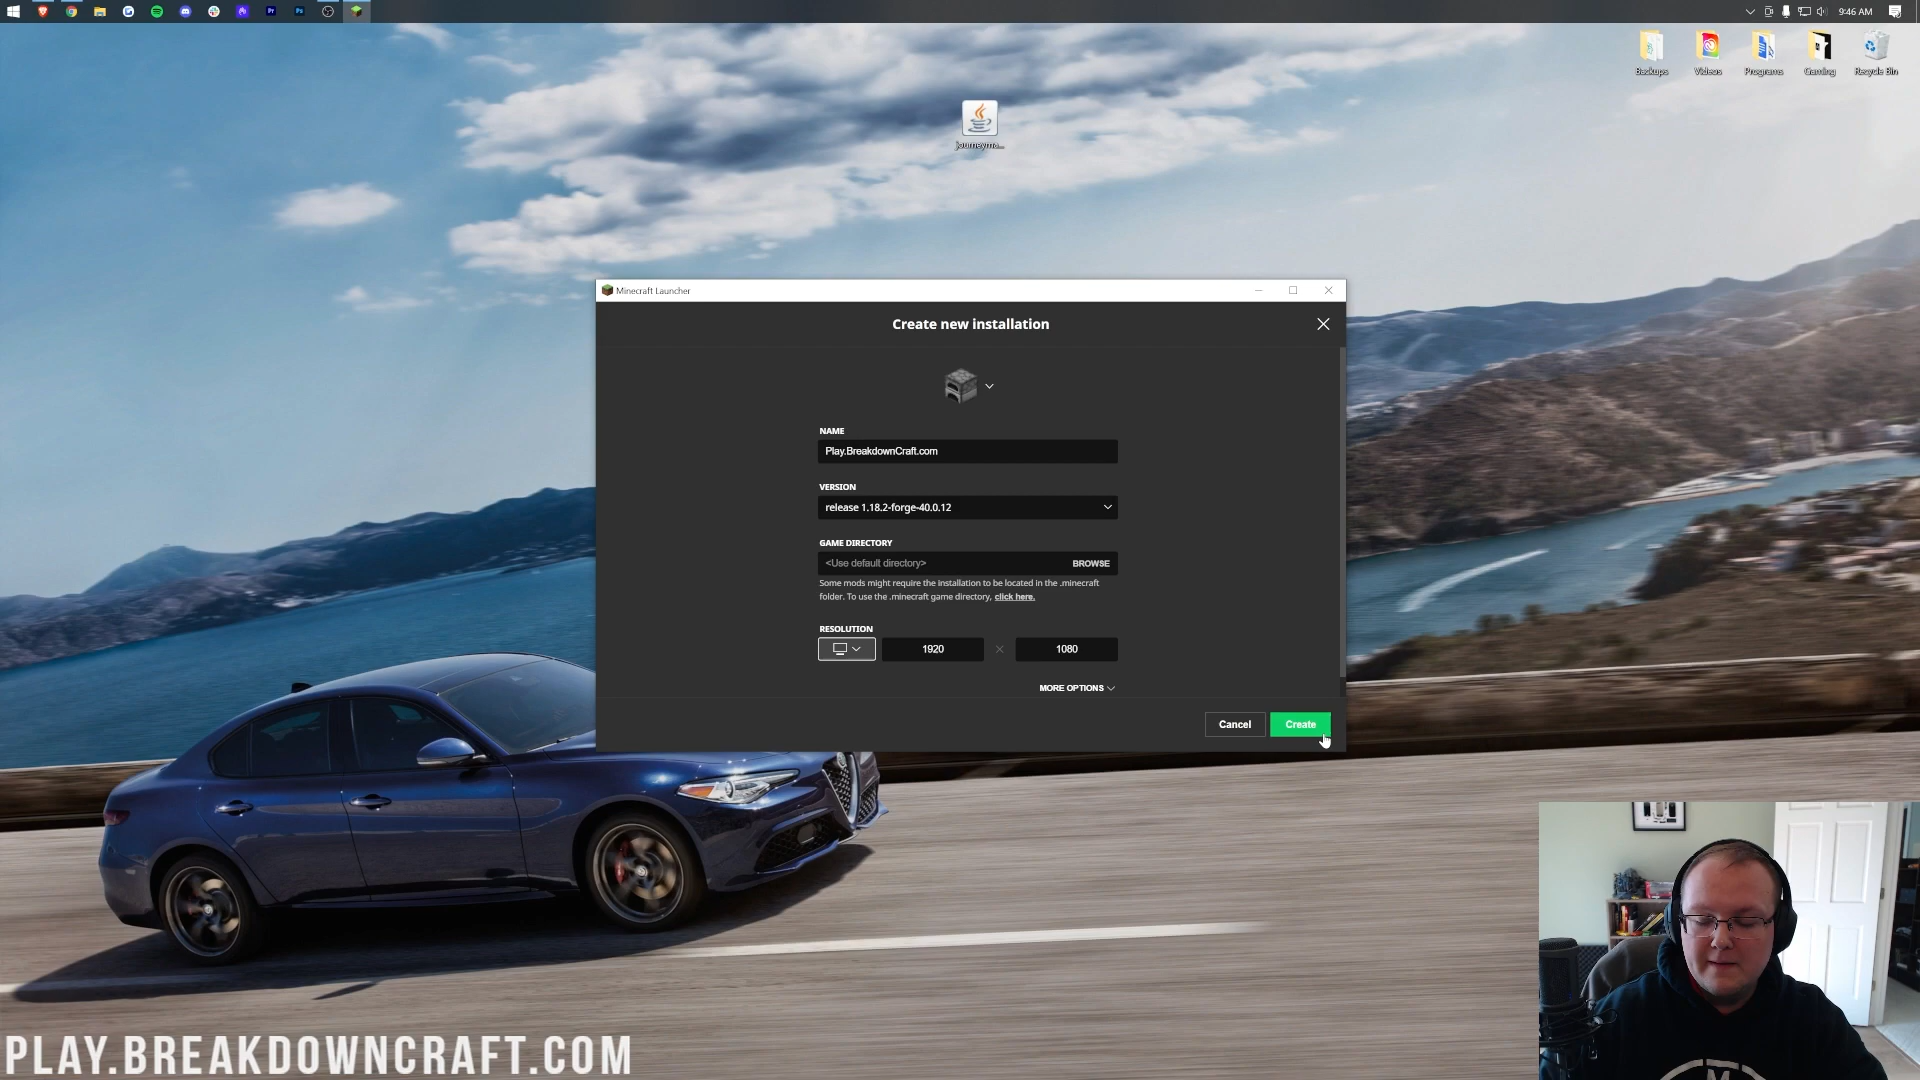 9:46 AM
Backups
Videos
Programs
Gaming
Recycle Bin
journeyma...
Minecraft Launcher
Create new installation
NAME
Play.BreakdownCraft.com
VERSION
release 1.18.2-forge-40.0.12
GAME DIRECTORY
<Use default directory>
BROWSE
Some mods might require the installation to be located in the .minecraft
folder. To use the .minecraft game directory, click here.
RESOLUTION
1920
1080
MORE OPTIONS
Cancel
Create
PLAY.BREAKDOWNCRAFT.COM